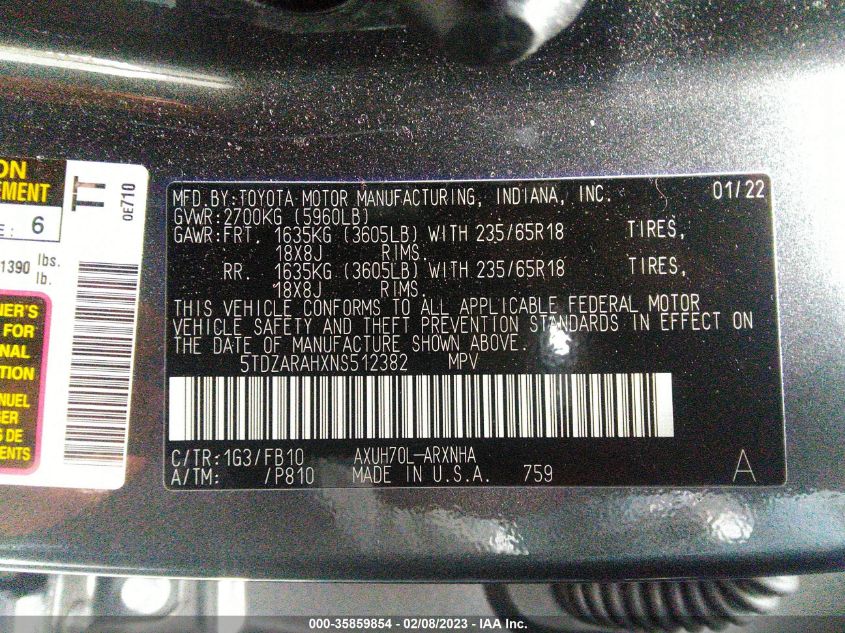 ON
EMENT
E: 6
1390 lbs.
lb.
TT
0E710
NER'S
FOR
NAL
ION
NUEL
GER
S DE
ENTS
MFD.BY:TOYOTA MOTOR MANUFACTURING, INDIANA, INC. 01/22
GVWR:2700KG (5960LB)
GAWR:FRT. 1635KG (3605LB) WITH 235/65R18 TIRES,
18X8J RIMS.
RR. 1635KG (3605LB) WITH 235/65R18 TIRES,
18X8J RIMS.
THIS VEHICLE CONFORMS TO ALL APPLICABLE FEDERAL MOTOR
VEHICLE SAFETY AND THEFT PREVENTION STANDARDS IN EFFECT ON
THE DATE OF MANUFACTURE SHOWN ABOVE.
5TDZARAHXNS512382 MPV
C/TR:1G3/FB10 AXUH70L-ARXNHA
A/TM: /P810 MADE IN U.S.A. 759 A
000-35859854 - 02/08/2023 - IAA Inc.